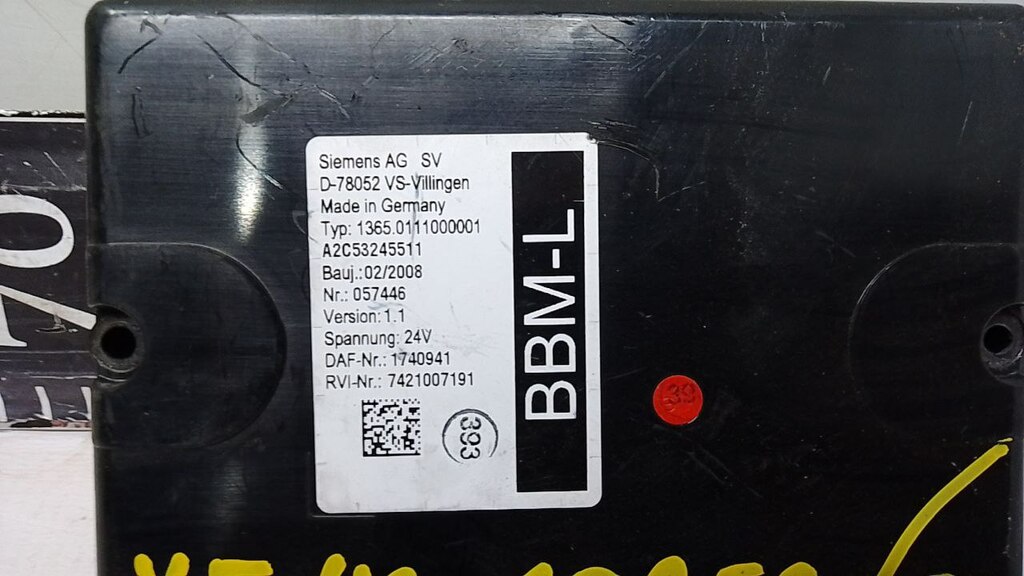 Siemens AG SV
D-78052 VS-Villingen
Made in Germany
Typ: 1365.0111000001
A2C53245511
Bauj.: 02/2008
Nr.: 057446
Version: 1.1
Spannung: 24V
DAF-Nr.: 1740941
RVI-Nr.: 7421007191
393
BBM-L
39